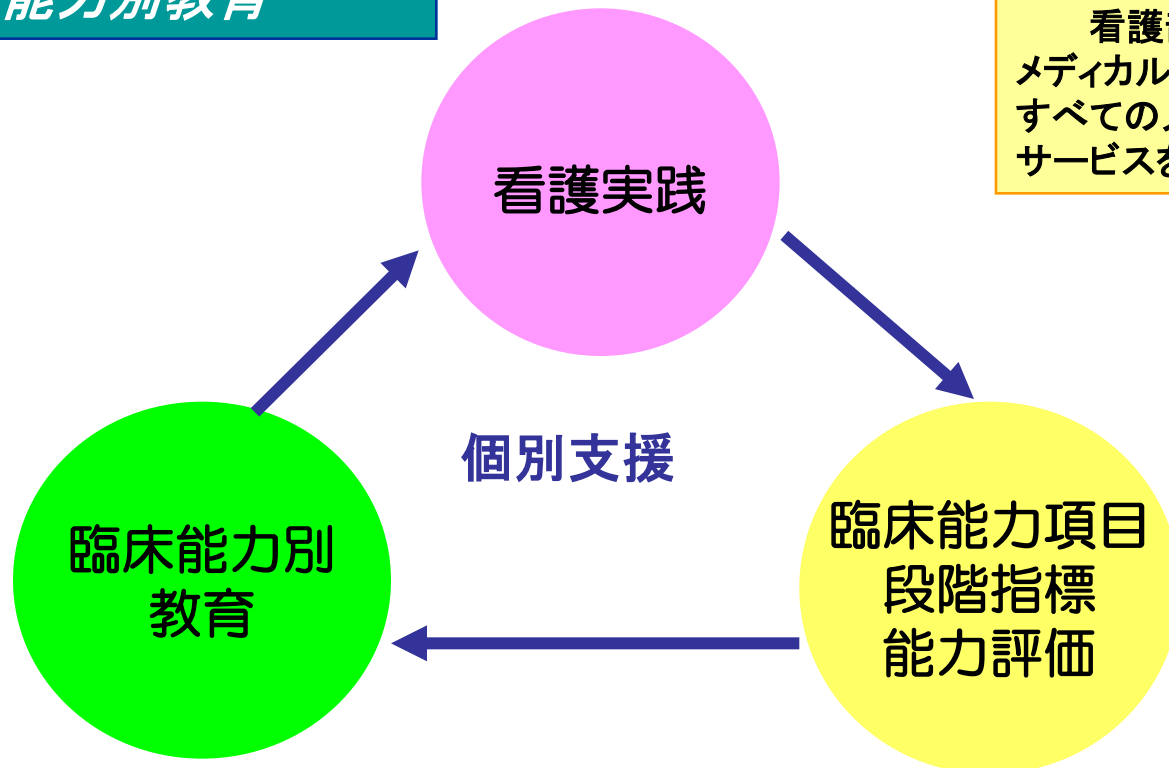 能力別教育
看護
メディカル
すべての
サービスを
看護実践
個別支援
臨床能力別
教育
臨床能力項目
段階指標
能力評価